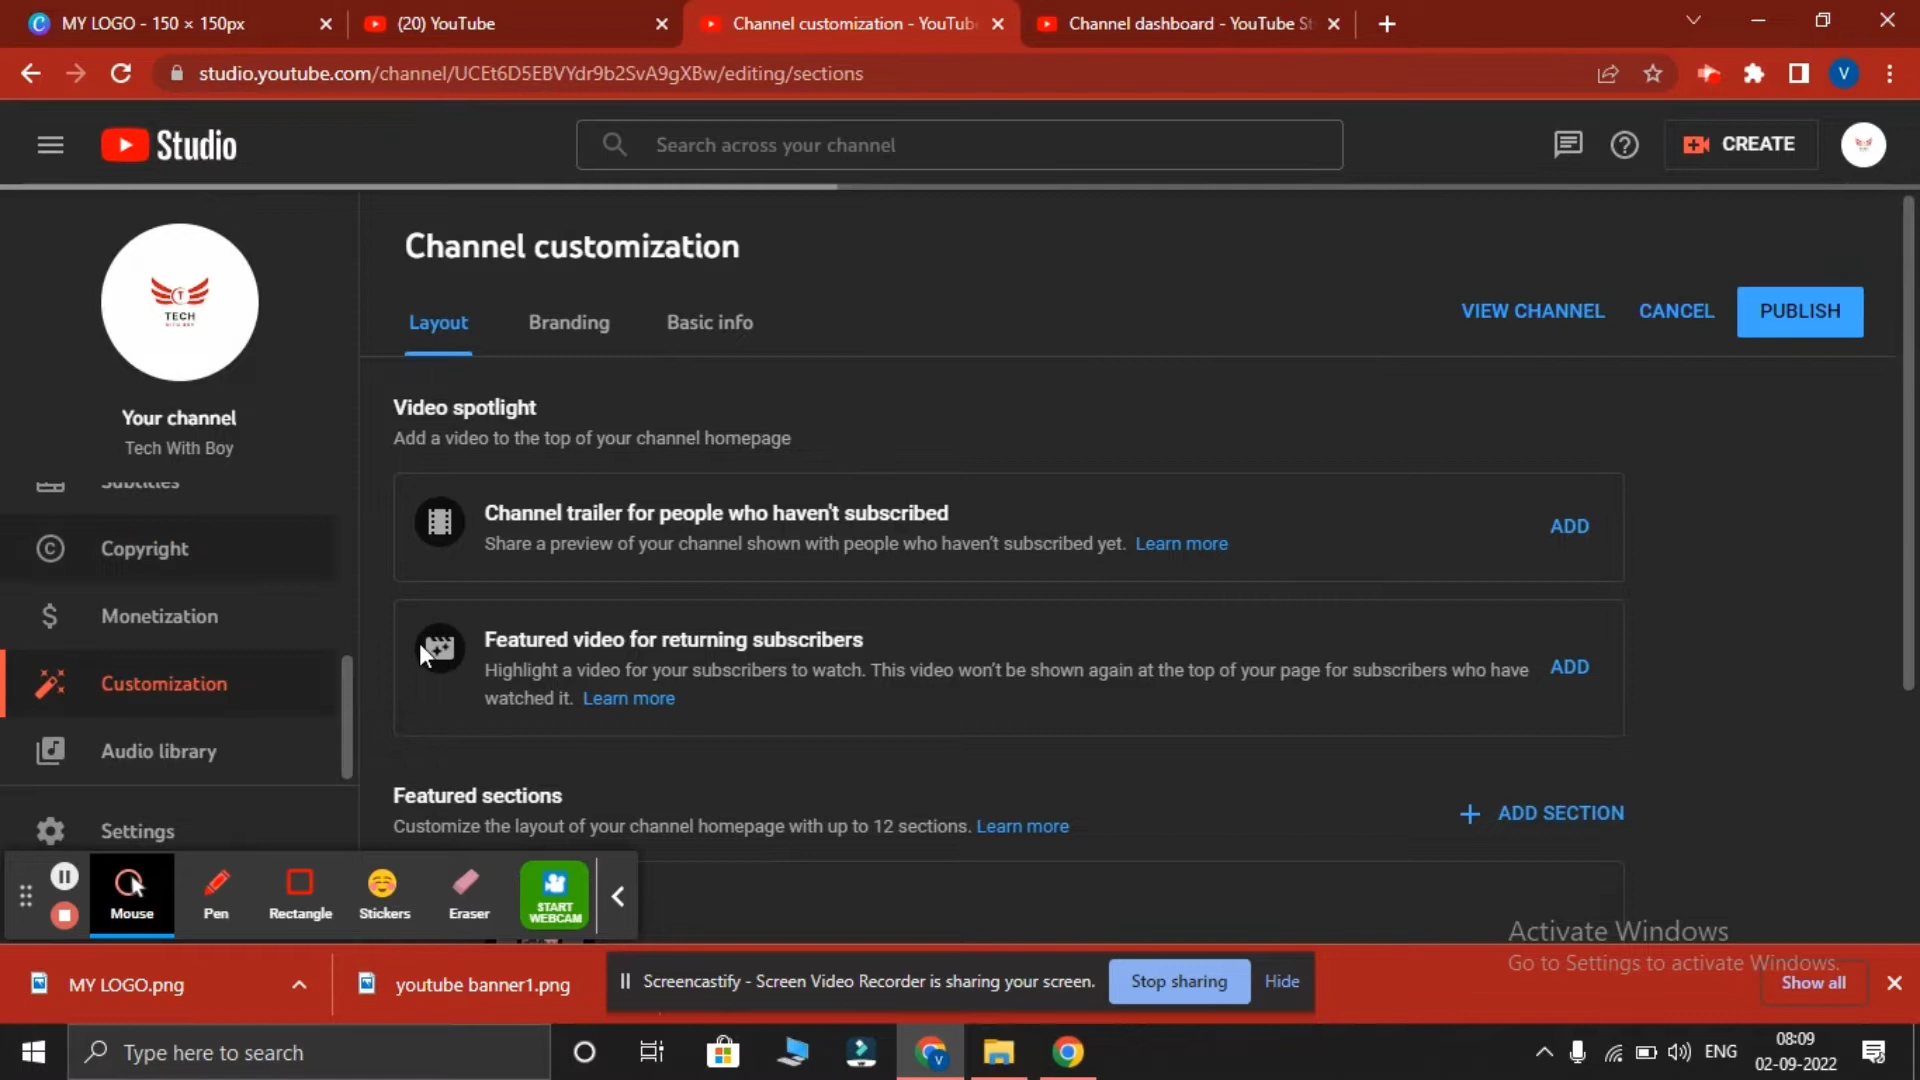 MY LOGO - 150 × 150px
(20) YouTube
Channel customization - YouTub
Channel dashboard - YouTube St
studio.youtube.com/channel/UCEt6D5EBVYdr9b2SvA9gXBw/editing/sections
V
Studio
Search across your channel
CREATE
Channel customization
T
TECH
WITH BOY
Layout
Branding
Basic info
VIEW CHANNEL
CANCEL
PUBLISH
Your channel
Tech With Boy
Subtitles
Copyright
Monetization
Customization
Audio library
Settings
Video spotlight
Add a video to the top of your channel homepage
Channel trailer for people who haven't subscribed
Share a preview of your channel shown with people who haven't subscribed yet. Learn more
ADD
Featured video for returning subscribers
Highlight a video for your subscribers to watch. This video won't be shown again at the top of your page for subscribers who have
watched it. Learn more
ADD
Featured sections
Customize the layout of your channel homepage with up to 12 sections. Learn more
ADD SECTION
Mouse
Pen
Rectangle
Stickers
Eraser
START
WEBCAM
Activate Windows
Go to Settings to activate Windows.
MY LOGO.png
youtube banner1.png
Screencastify - Screen Video Recorder is sharing your screen.
Stop sharing
Hide
Show all
Type here to search
V
ENG
08:09
02-09-2022